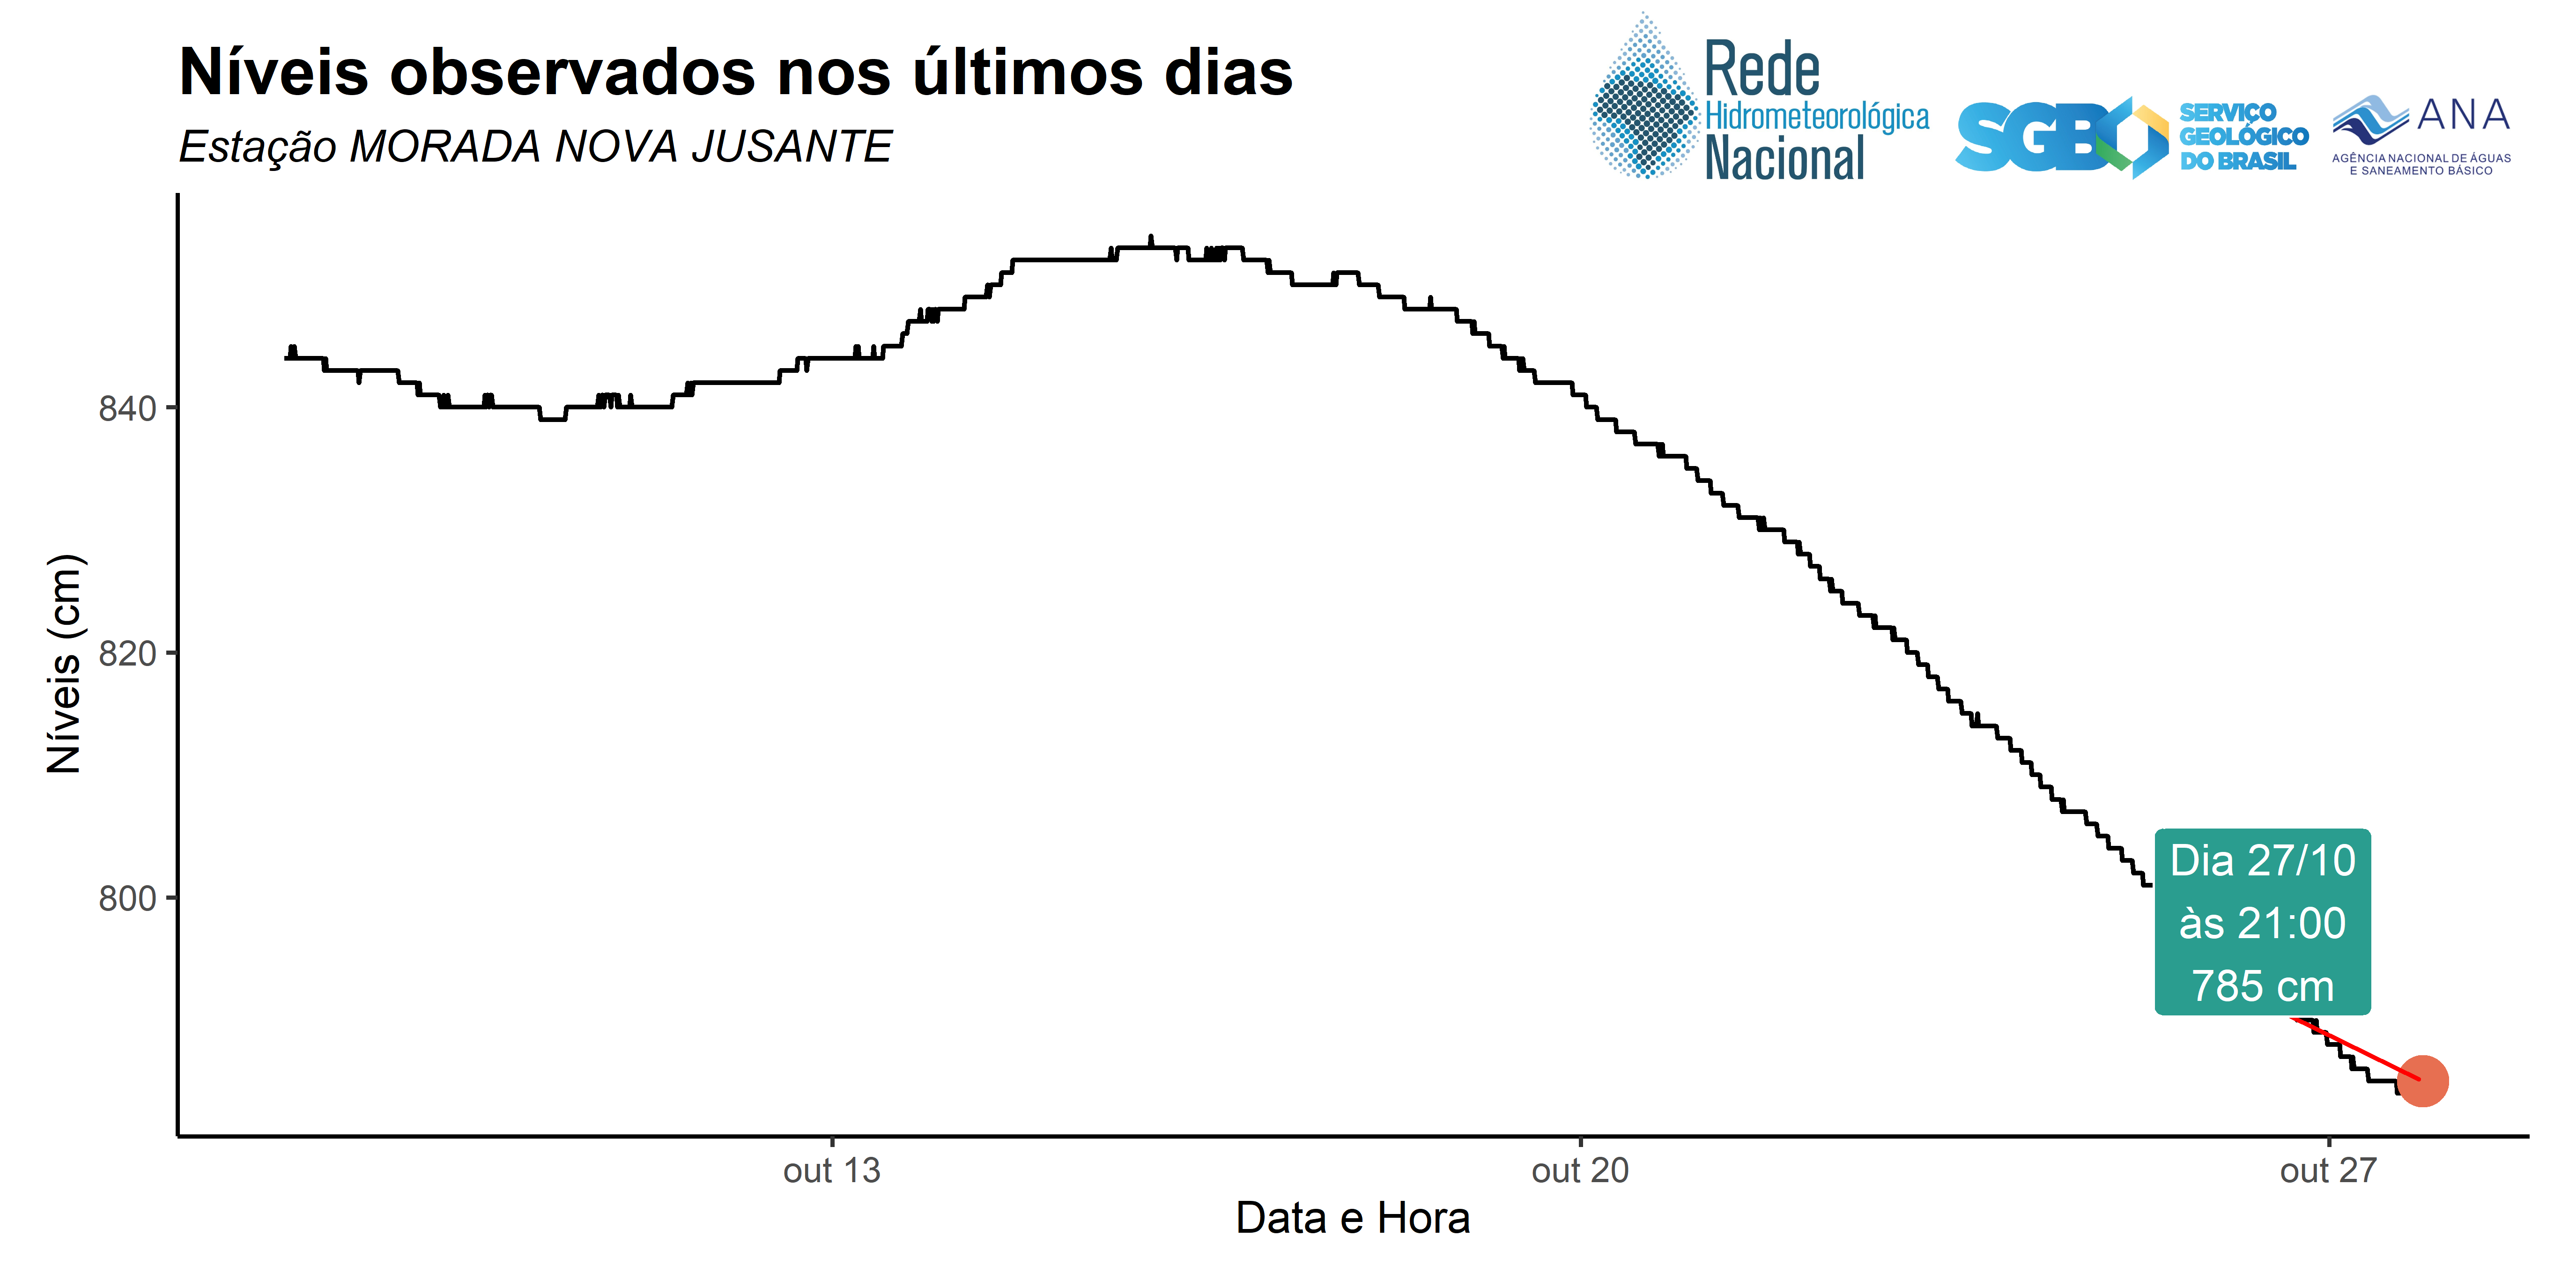 Níveis observados nos últimos dias
Estação MORADA NOVA JUSANTE
Rede
Hidrometeorológica
Nacional
SGB
SERVIÇO
GEOLÓGICO
DO BRASIL
ANA
AGÊNCIA NACIONAL DE ÁGUAS
E SANEAMENTO BÁSICO
Níveis (cm)
840
820
800
Dia 27/10
às 21:00
785 cm
out 13
out 20
out 27
Data e Hora